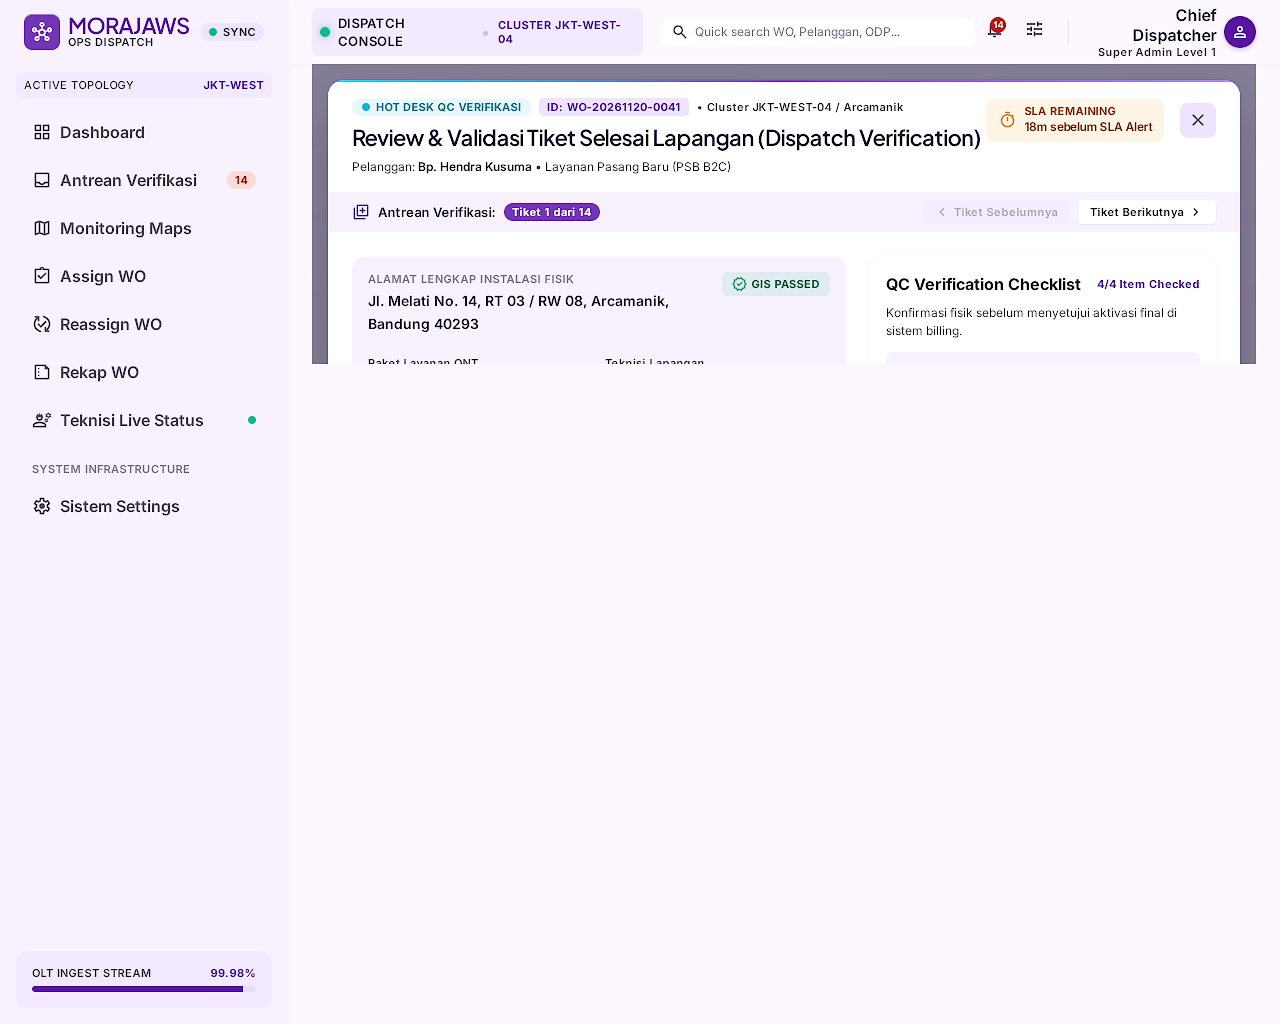 MORAJAWS
OPS DISPATCH
SYNC
ACTIVE TOPOLOGY
JKT-WEST
Dashboard
Antrean Verifikasi
14
Monitoring Maps
Assign WO
Reassign WO
Rekap WO
Teknisi Live Status
SYSTEM INFRASTRUCTURE
Sistem Settings
OLT INGEST STREAM
99.98%
DISPATCH
CONSOLE
CLUSTER JKT-WEST-
04
Quick search WO, Pelanggan, ODP...
14
Chief
Dispatcher
Super Admin Level 1
HOT DESK QC VERIFIKASI
ID: WO-20261120-0041
• Cluster JKT-WEST-04 / Arcamanik
Review & Validasi Tiket Selesai Lapangan (Dispatch Verification)
Pelanggan: Bp. Hendra Kusuma • Layanan Pasang Baru (PSB B2C)
SLA REMAINING
18m sebelum SLA Alert
Antrean Verifikasi:
Tiket 1 dari 14
Tiket Sebelumnya
Tiket Berikutnya
ALAMAT LENGKAP INSTALASI FISIK
Jl. Melati No. 14, RT 03 / RW 08, Arcamanik,
Bandung 40293
GIS PASSED
Paket Layanan ONT
Teknisi Lapangan
QC Verification Checklist
4/4 Item Checked
Konfirmasi fisik sebelum menyetujui aktivasi final di
sistem billing.